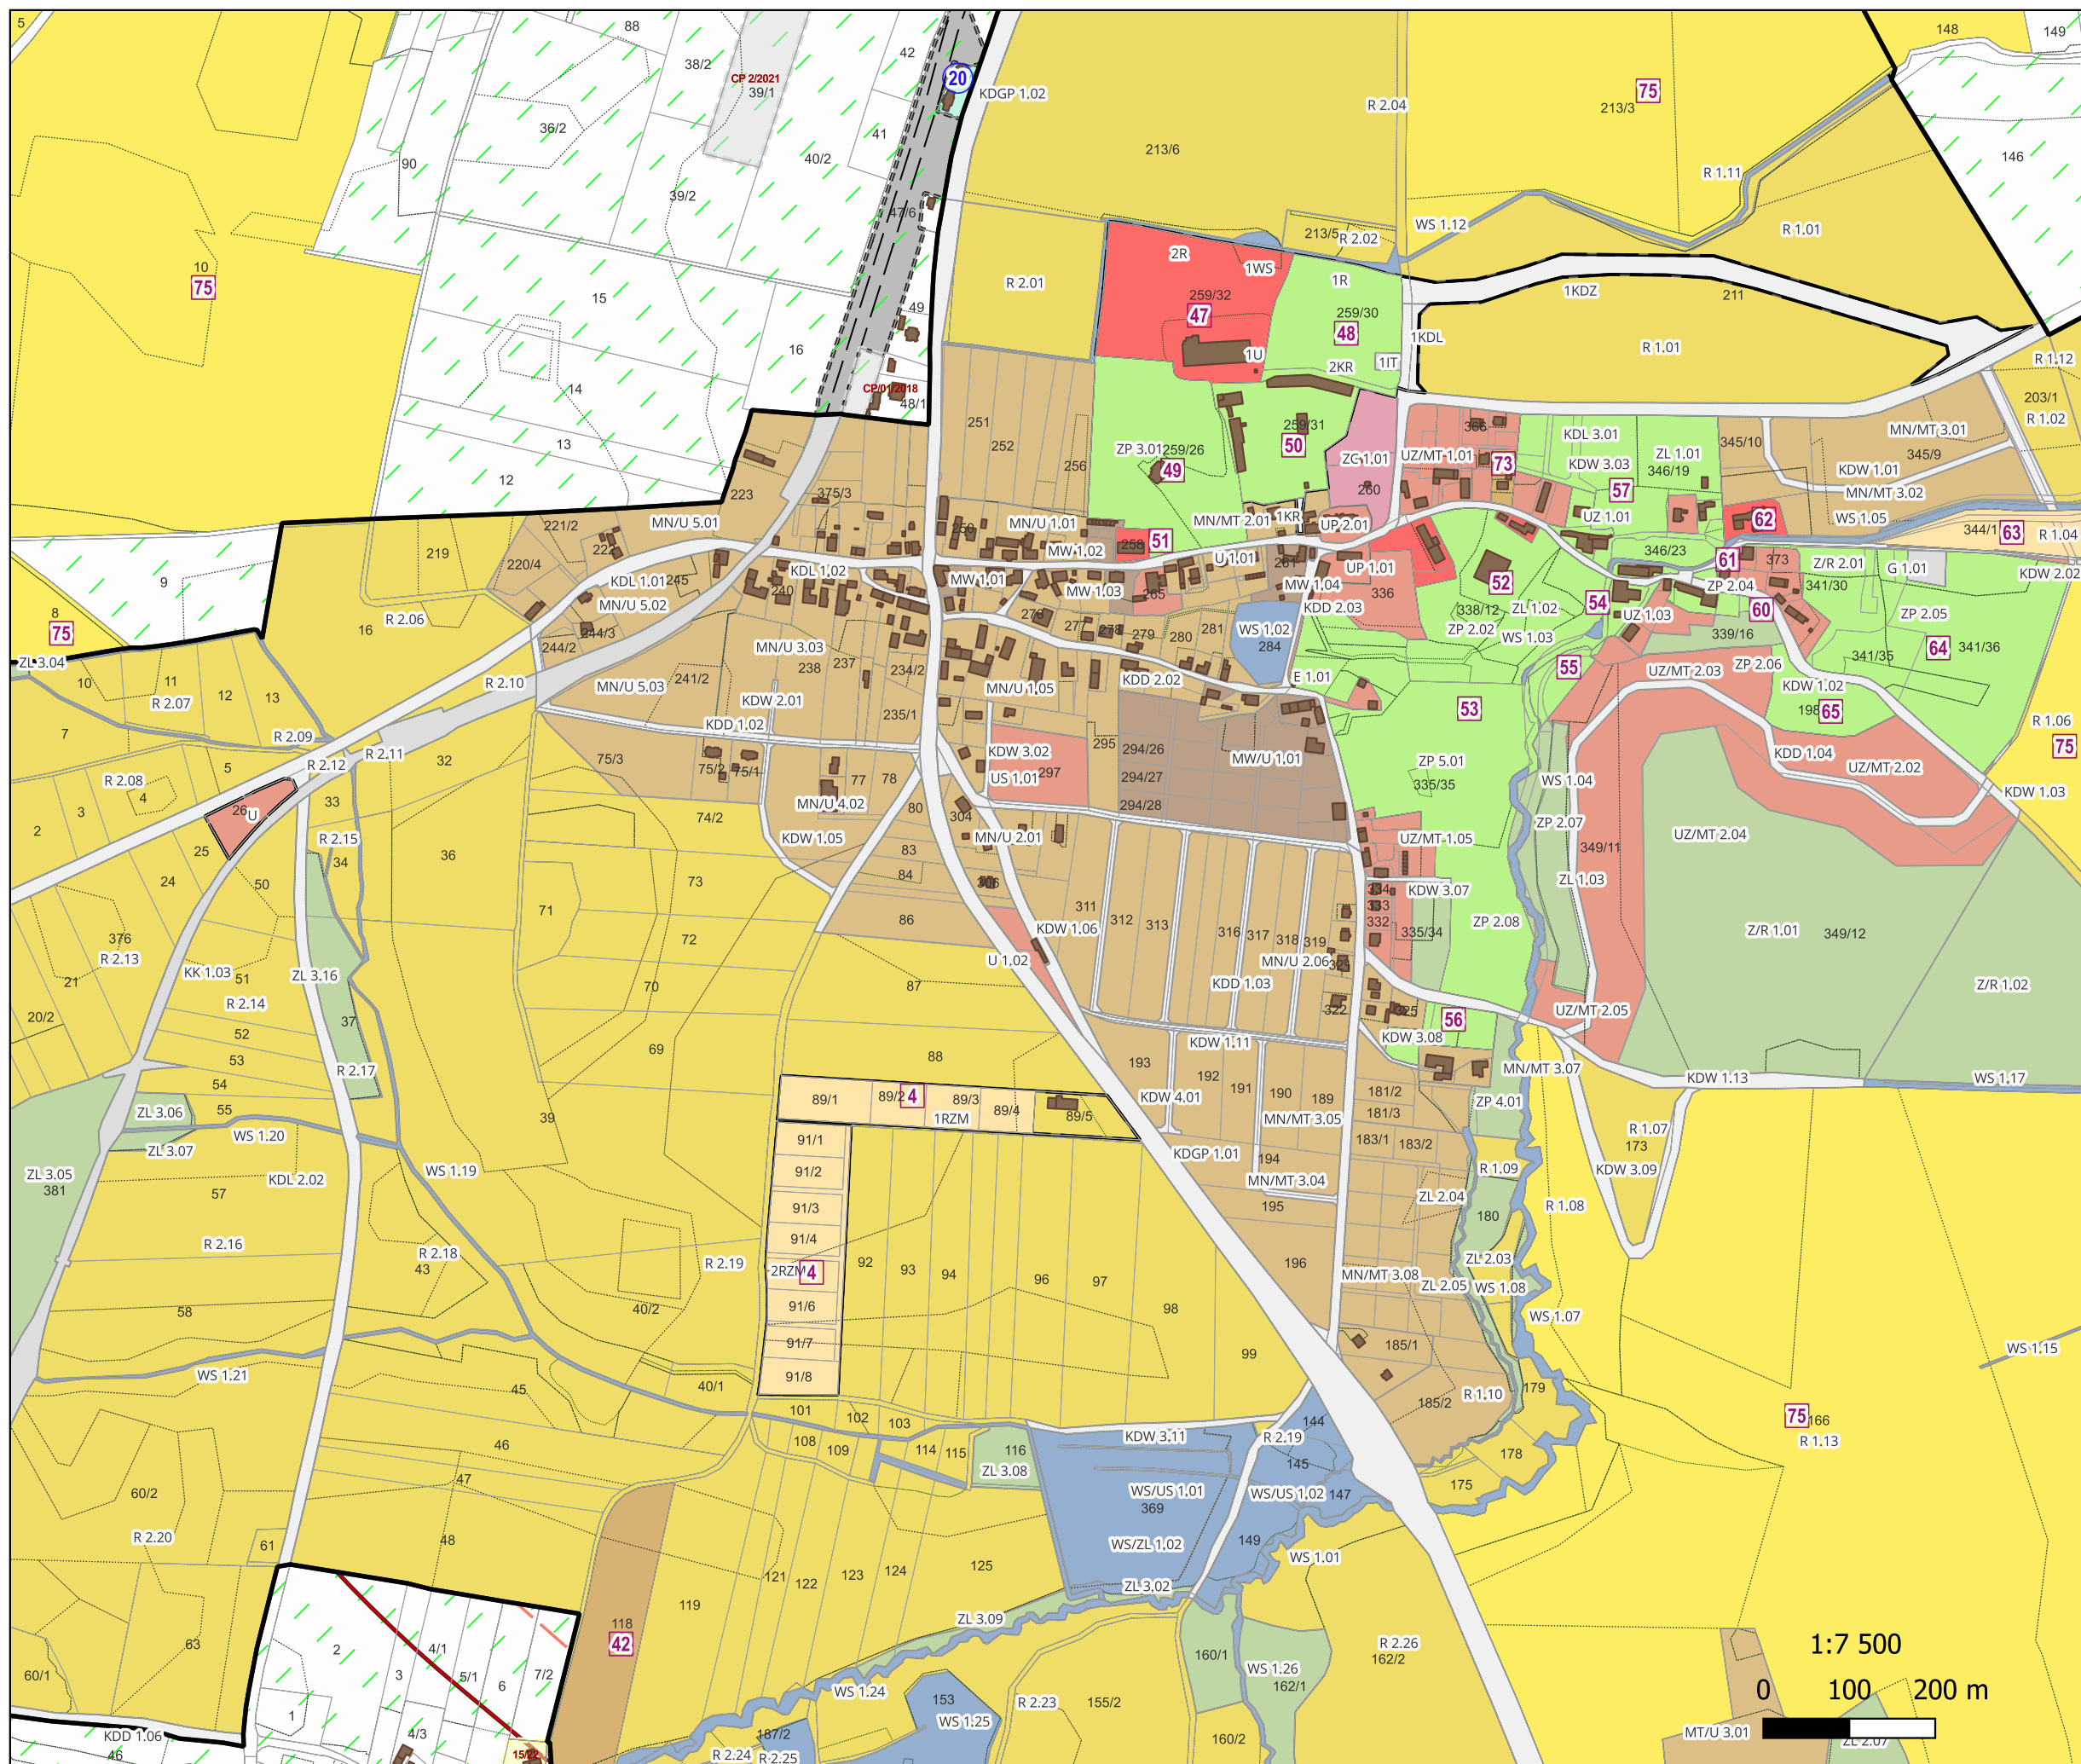 5
88
38/2
CP 2/2021
39/1
42
20
KDGP 1.02
R 2.04
75
213/3
148
149
36/2
41
90
40/2
213/6
146
39/2
R 1.11
47/6
213/5
R 2.02
WS 1.12
R 1.01
10
75
2R
1WS
1R
R 2.01
15
259/32
47
259/30
48
1KDZ
211
49
16
1U
1KDL
R 1.01
2KR
1IT
R 1.12
14
CP/01/2018
48/1
203/1
R 1.02
13
251
252
256
ZP 3.01
259/26
49
259/31
50
ZC 1.01
UZ/MT 1.01
366
73
KDL 3.01
KDW 3.03
57
ZL 1.01
346/19
345/10
MN/MT 3.01
345/9
KDW 1.01
MN/MT 3.02
12
223
375/3
260
221/2
MN/U 5.01
250
MN/U 1.01
MN/MT 2.01
1KR
UP 2.01
UZ 1.01
62
WS 1.05
344/1
63
R 1.04
219
222
MW 1.02
258
51
U 1.01
261
UP 1.01
346/23
61
373
Z/R 2.01
G 1.01
KDW 2.02
220/4
KDL 1.01
245
KDL 1.02
240
MW 1.01
MW 1.03
265
MW 1.04
336
52
54
ZP 2.04
341/30
9
8
75
16
R 2.06
MN/U 5.02
244/3
276
277
278
279
280
281
WS 1.02
284
KDD 2.03
338/12
ZL 1.02
ZP 2.02
WS 1.03
UZ 1.03
60
339/16
ZP 2.05
64
341/36
341/35
ZL 3.04
244/2
MN/U 3.03
238
237
234/2
MN/U 5.03
241/2
KDW 2.01
MN/U 1.05
KDD 2.02
E 1.01
55
UZ/MT 2.03
ZP 2.06
KDW 1.02
10
11
R 2.07
12
13
R 2.10
235/1
53
198
65
R 1.06
7
R 2.09
R 2.12
R 2.11
32
KDD 1.02
KDW 3.02
295
294/26
MW/U 1.01
KDD 1.04
75
5
R 2.08
4
75/3
75/2
75/1
77
78
US 1.01
297
294/27
ZP 5.01
335/35
WS 1.04
UZ/MT 2.02
KDW 1.03
2
3
26
U
33
MN/U 4.02
80
304
294/28
25
R 2.15
34
36
74/2
KDW 1.05
83
MN/U 2.01
UZ/MT 1.05
ZP 2.07
349/11
UZ/MT 2.04
24
50
73
84
306
334
KDW 3.07
ZL 1.03
71
86
311
312
313
316
317
318
319
333
332
335/34
ZP 2.08
376
R 2.13
72
KDW 1.06
Z/R 1.01
349/12
21
KK 1.03
51
ZL 3.16
U 1.02
MN/U 2.06
321
R 2.14
70
87
KDD 1.03
Z/R 1.02
20/2
52
37
322
325
56
UZ/MT 2.05
53
69
88
KDW 1.11
KDW 3.08
54
R 2.17
193
192
191
190
189
MN/MT 3.07
KDW 1.13
WS 1.17
ZL 3.06
55
39
89/1
89/2
4
89/3
89/4
89/5
1RZM
KDW 4.01
181/2
181/3
MN/MT 3.05
ZP 4.01
WS 1.20
ZL 3.07
91/1
KDGP 1.01
183/1
183/2
R 1.07
173
ZL 3.05
381
KDL 2.02
WS 1.19
91/2
194
MN/MT 3.04
R 1.09
KDW 3.09
57
91/3
195
ZL 2.04
180
R 1.08
R 2.16
R 2.18
43
91/4
R 2.19
2RZM
4
92
93
94
96
97
98
196
MN/MT 3.08
ZL 2.03
ZL 2.05
WS 1.08
58
40/2
91/6
WS 1.07
91/7
99
185/1
WS 1.15
WS 1.21
45
40/1
91/8
185/2
R 1.10
179
75
166
R 1.13
101
102
103
144
R 2.19
46
108
109
114
115
116
KDW 3.11
145
178
47
ZL 3.08
WS/US 1.01
369
WS/US 1.02
147
175
60/2
R 2.20
61
48
125
WS/ZL 1.02
149
WS 1.01
121
122
123
124
ZL 3.02
118
119
ZL 3.09
42
2
4/1
3
5/1
6
7/2
63
60/1
160/1
WS 1.26
162/1
R 2.26
162/2
1:7 500
0 100 200 m
WS 1.24
153
WS 1.25
R 2.23
155/2
1
KDD 1.06
46
4/3
15/22
187/2
R 2.24
R 2.25
160/2
MT/U 3.01
ZL 2.07